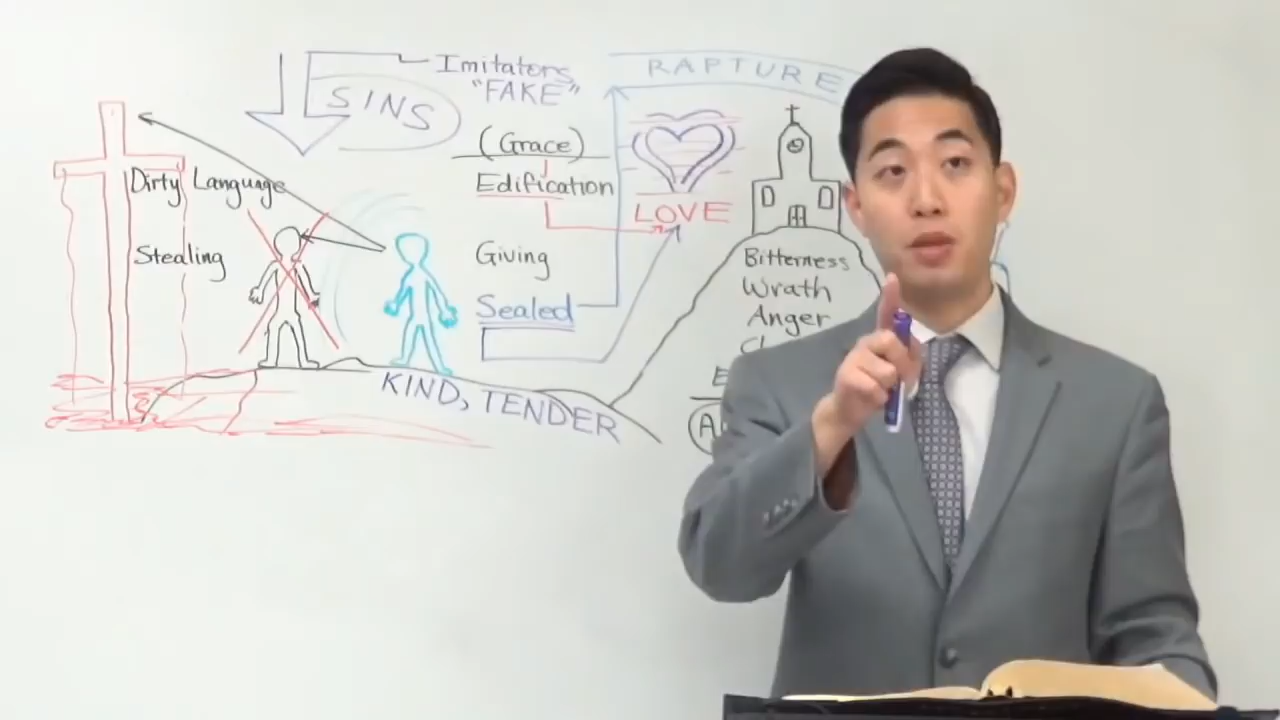 Imitators
"FAKE"
SINS
RAPTURE
(Grace)
Dirty Language
Edification
LOVE
Stealing
Giving
Sealed
Bitterness
Wrath
Anger
KIND, TENDER